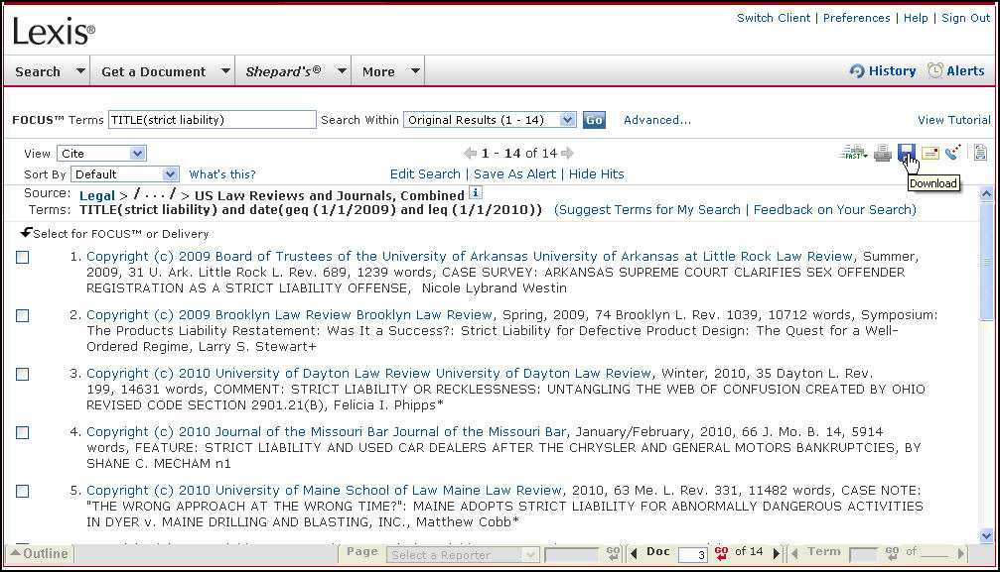 Switch Client | Preferences | Help | Sign Out
Lexis®
Search Get a Document Shepard's® More History Alerts
FOCUS™ Terms TITLE(strict liability) Search Within Original Results (1 - 14) Go Advanced... View Tutorial
View Cite 1 - 14 of 14 FAST
Sort By Default What's this? Edit Search | Save As Alert | Hide Hits
Download
Source: Legal > / . . . / > US Law Reviews and Journals, Combined i
Terms: TITLE(strict liability) and date(geq (1/1/2009) and leq (1/1/2010)) (Suggest Terms for My Search | Feedback on Your Search)
Select for FOCUS™ or Delivery
1. Copyright (c) 2009 Board of Trustees of the University of Arkansas University of Arkansas at Little Rock Law Review, Summer,
2009, 31 U. Ark. Little Rock L. Rev. 689, 1239 words, CASE SURVEY: ARKANSAS SUPREME COURT CLARIFIES SEX OFFENDER
REGISTRATION AS A STRICT LIABILITY OFFENSE, Nicole Lybrand Westin
2. Copyright (c) 2009 Brooklyn Law Review Brooklyn Law Review, Spring, 2009, 74 Brooklyn L. Rev. 1039, 10712 words, Symposium:
The Products Liability Restatement: Was It a Success?: Strict Liability for Defective Product Design: The Quest for a Well-
Ordered Regime, Larry S. Stewart+
3. Copyright (c) 2010 University of Dayton Law Review University of Dayton Law Review, Winter, 2010, 35 Dayton L. Rev.
199, 14631 words, COMMENT: STRICT LIABILITY OR RECKLESSNESS: UNTANGLING THE WEB OF CONFUSION CREATED BY OHIO
REVISED CODE SECTION 2901.21(B), Felicia I. Phipps*
4. Copyright (c) 2010 Journal of the Missouri Bar Journal of the Missouri Bar, January/February, 2010, 66 J. Mo. B. 14, 5914
words, FEATURE: STRICT LIABILITY AND USED CAR DEALERS AFTER THE CHRYSLER AND GENERAL MOTORS BANKRUPTCIES, BY
SHANE C. MECHAM n1
5. Copyright (c) 2010 University of Maine School of Law Maine Law Review, 2010, 63 Me. L. Rev. 331, 11482 words, CASE NOTE:
"THE WRONG APPROACH AT THE WRONG TIME?": MAINE ADOPTS STRICT LIABILITY FOR ABNORMALLY DANGEROUS ACTIVITIES
IN DYER v. MAINE DRILLING AND BLASTING, INC., Matthew Cobb*
Outline Page Select a Reporter GO Doc 3 GO of 14 Term GO of